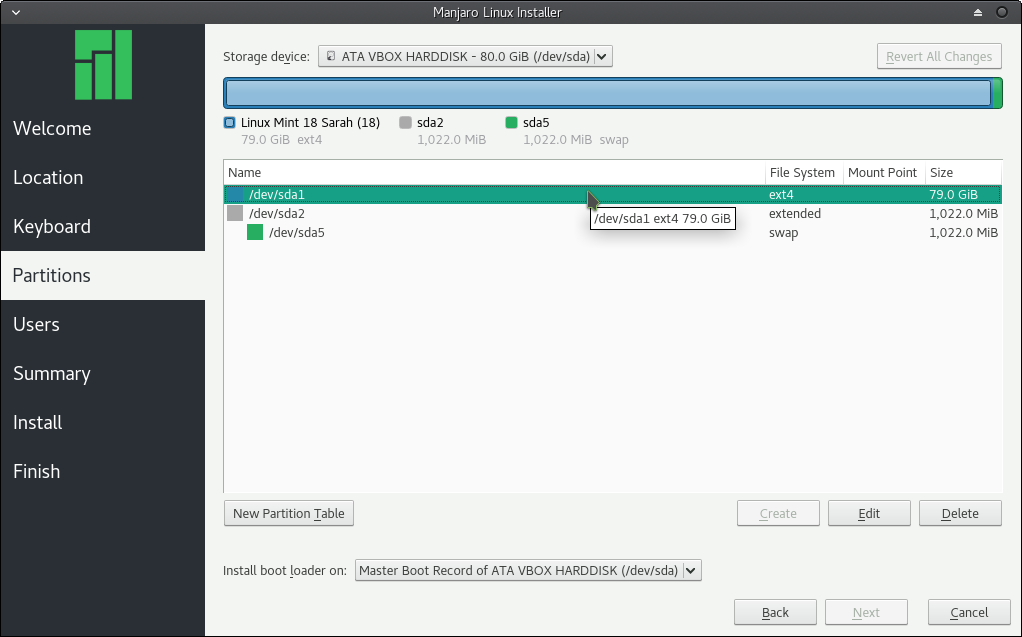 Manjaro Linux Installer
Welcome
Location
Keyboard
Partitions
Users
Summary
Install
Finish
Storage device: ATA VBOX HARDDISK - 80.0 GiB (/dev/sda) Revert All Changes
Linux Mint 18 Sarah (18) sda2 sda5
79.0 GiB ext4 1,022.0 MiB 1,022.0 MiB swap
Name File System Mount Point Size
/dev/sda1 ext4 79.0 GiB
/dev/sda2 extended 1,022.0 MiB
/dev/sda1 ext4 79.0 GiB
/dev/sda5 swap 1,022.0 MiB
New Partition Table Create Edit Delete
Install boot loader on: Master Boot Record of ATA VBOX HARDDISK (/dev/sda)
Back Next Cancel